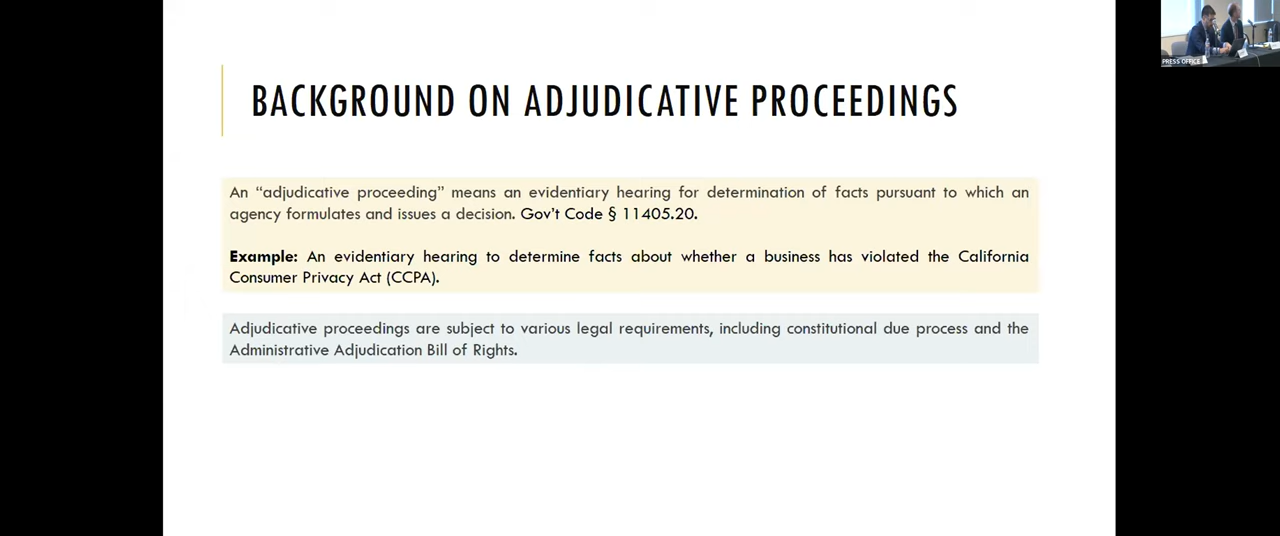 BACKGROUND ON ADJUDICATIVE PROCEEDINGS
An “adjudicative proceeding” means an evidentiary hearing for determination of facts pursuant to which an
agency formulates and issues a decision. Gov’t Code § 11405.20.
Example: An evidentiary hearing to determine facts about whether a business has violated the California
Consumer Privacy Act (CCPA).
Adjudicative proceedings are subject to various legal requirements, including constitutional due process and the
Administrative Adjudication Bill of Rights.
PRESS OFFICE